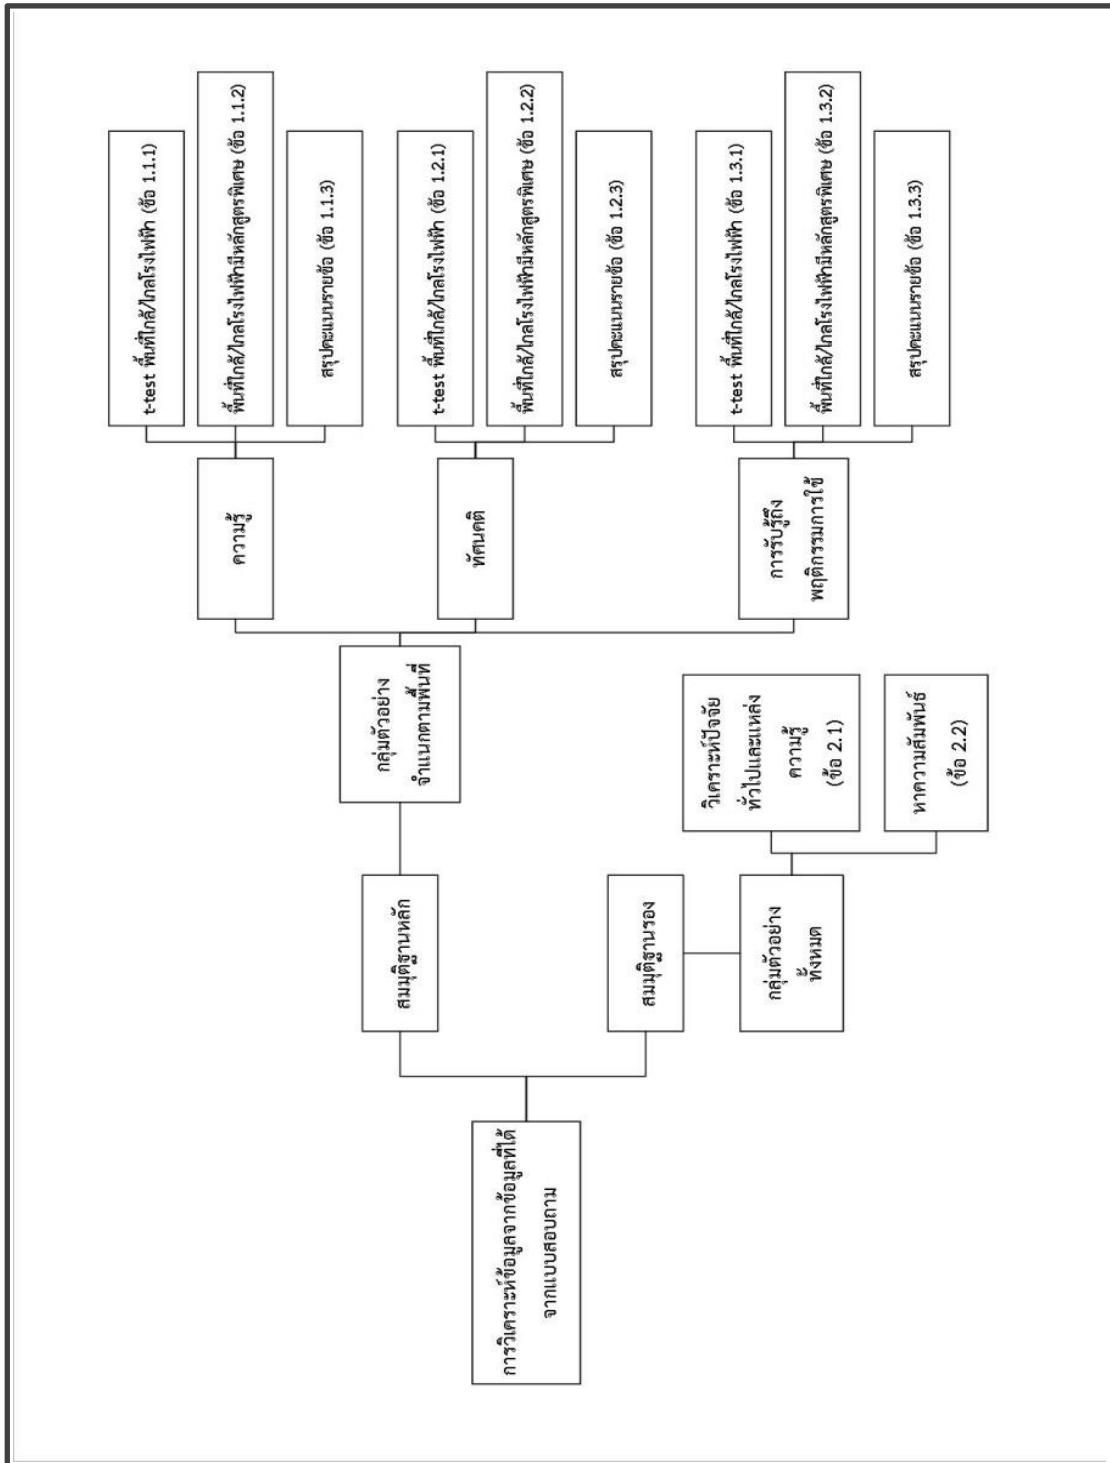 การวิเคราะห์ข้อมูลจากข้อมูลที่ได้
จากแบบสอบถาม
สมมุติฐานหลัก
กลุ่มตัวอย่าง
จำแนกตามพื้นที่
ความรู้
t-test พื้นที่ใกล้/ไกลโรงไฟฟ้า (ข้อ 1.1.1)
พื้นที่ใกล้/ไกลโรงไฟฟ้ามีหลักสูตรพิเศษ (ข้อ 1.1.2)
สรุปคะแนนรายข้อ (ข้อ 1.1.3)
ทัศนคติ
t-test พื้นที่ใกล้/ไกลโรงไฟฟ้า (ข้อ 1.2.1)
พื้นที่ใกล้/ไกลโรงไฟฟ้ามีหลักสูตรพิเศษ (ข้อ 1.2.2)
สรุปคะแนนรายข้อ (ข้อ 1.2.3)
การรับรู้ถึง
พฤติกรรมการใช้
t-test พื้นที่ใกล้/ไกลโรงไฟฟ้า (ข้อ 1.3.1)
พื้นที่ใกล้/ไกลโรงไฟฟ้ามีหลักสูตรพิเศษ (ข้อ 1.3.2)
สรุปคะแนนรายข้อ (ข้อ 1.3.3)
สมมุติฐานรอง
กลุ่มตัวอย่าง
ทั้งหมด
วิเคราะห์ปัจจัย
ทั่วไปและแหล่ง
ความรู้
(ข้อ 2.1)
หาความสัมพันธ์
(ข้อ 2.2)